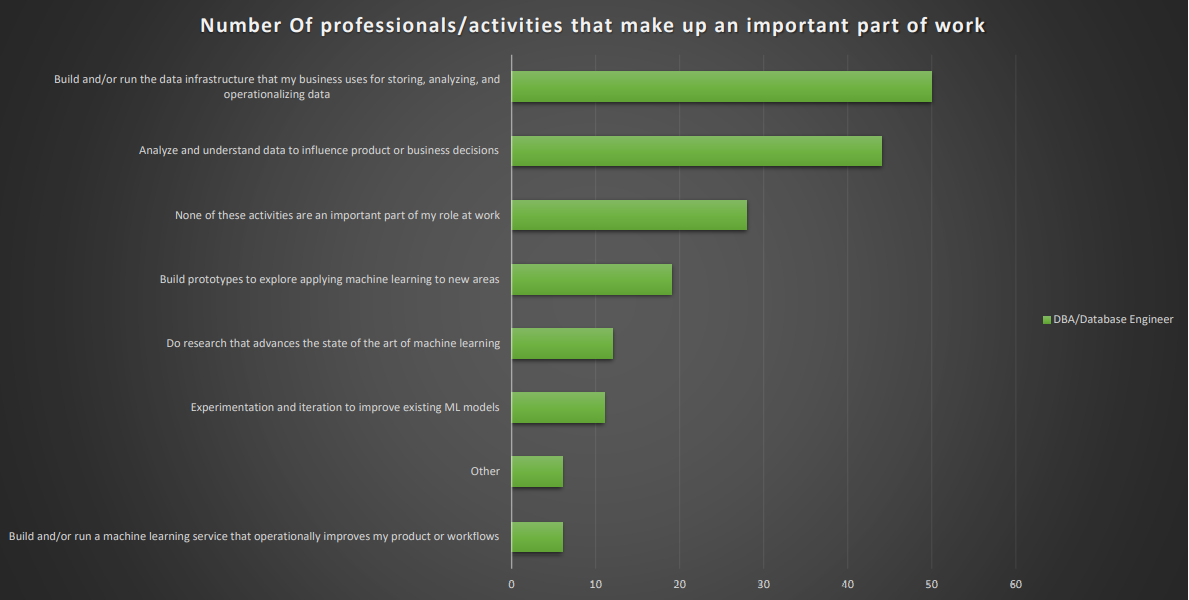 Number Of professionals/activities that make up an important part of work
Build and/or run the data infrastructure that my business uses for storing, analyzing, and
operationalizing data
Analyze and understand data to influence product or business decisions
None of these activities are an important part of my role at work
Build prototypes to explore applying machine learning to new areas
Do research that advances the state of the art of machine learning
Experimentation and iteration to improve existing ML models
Other
Build and/or run a machine learning service that operationally improves my product or workflows
0 10 20 30 40 50 60
DBA/Database Engineer